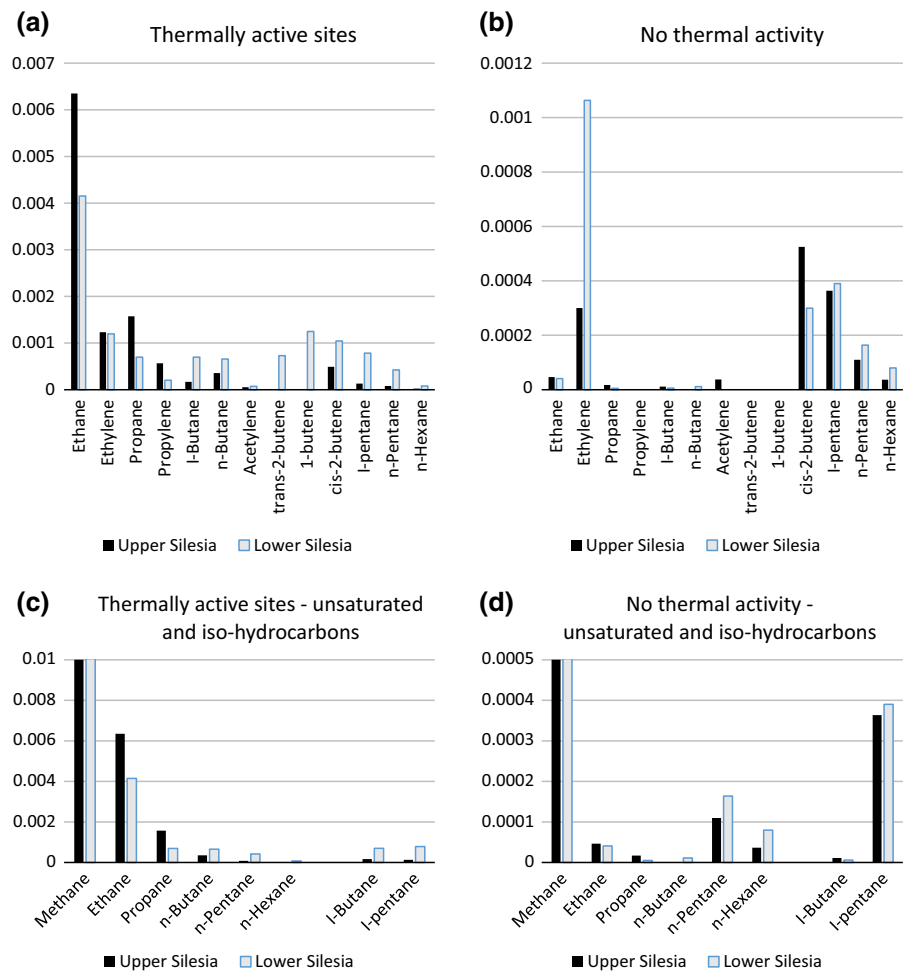 (a)
Thermally active sites
0.007
0.006
0.005
0.004
0.003
0.002
0.001
0
Ethane
Ethylene
Propane
Propylene
I-Butane
n-Butane
Acetylene
trans-2-butene
1-butene
cis-2-butene
I-pentane
n-Pentane
n-Hexane
Upper Silesia
Lower Silesia
(b)
No thermal activity
0.0012
0.001
0.0008
0.0006
0.0004
0.0002
0
Ethane
Ethylene
Propane
Propylene
I-Butane
n-Butane
Acetylene
trans-2-butene
1-butene
cis-2-butene
I-pentane
n-Pentane
n-Hexane
Upper Silesia
Lower Silesia
(c)
Thermally active sites - unsaturated
and iso-hydrocarbons
0.01
0.008
0.006
0.004
0.002
0
Methane
Ethane
Propane
n-Butane
n-Pentane
n-Hexane
I-Butane
I-pentane
Upper Silesia
Lower Silesia
(d)
No thermal activity -
unsaturated and iso-hydrocarbons
0.0005
0.0004
0.0003
0.0002
0.0001
0
Methane
Ethane
Propane
n-Butane
n-Pentane
n-Hexane
I-Butane
I-pentane
Upper Silesia
Lower Silesia